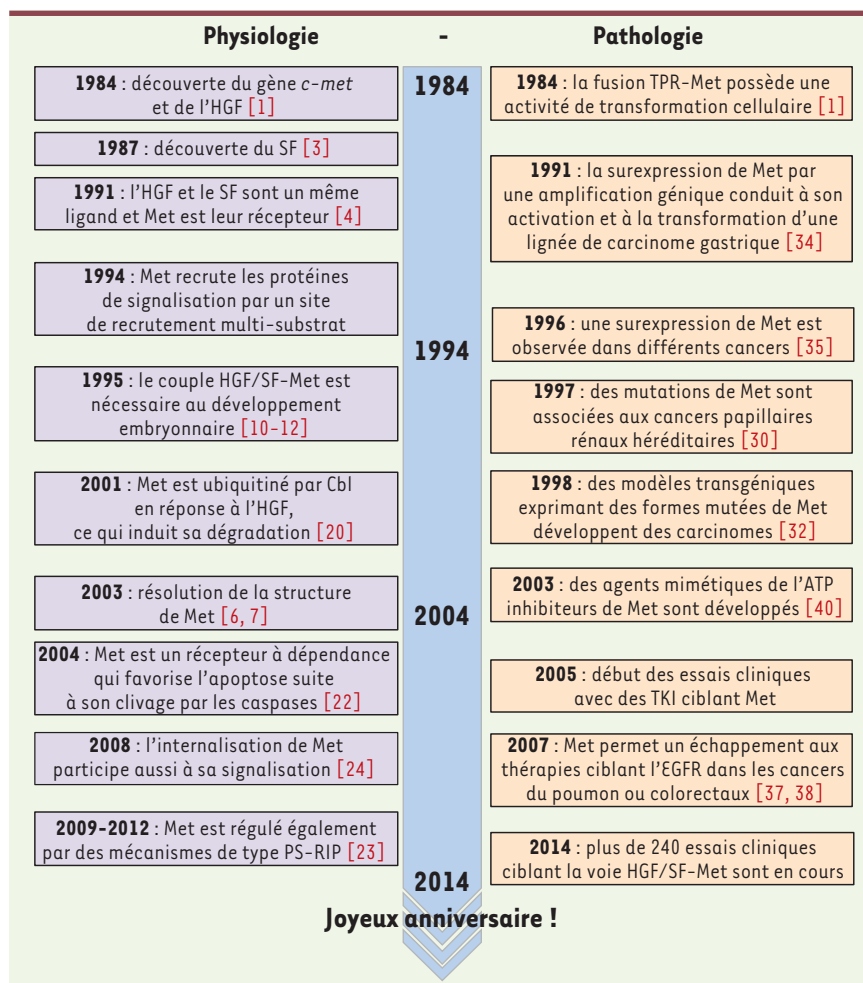 Physiologie - Pathologie
1984 : découverte du gène c-met
et de l'HGF [1]
1987 : découverte du SF [3]
1991 : l'HGF et le SF sont un même
ligand et Met est leur récepteur [4]
1994 : Met recrute les protéines
de signalisation par un site
de recrutement multi-substrat
1995 : le couple HGF/SF-Met est
nécessaire au développement
embryonnaire [10-12]
2001 : Met est ubiquitiné par Cbl
en réponse à l'HGF,
ce qui induit sa dégradation [20]
2003 : résolution de la structure
de Met [6, 7]
2004 : Met est un récepteur à dépendance
qui favorise l'apoptose suite
à son clivage par les caspases [22]
2008 : l'internalisation de Met
participe aussi à sa signalisation [24]
2009-2012 : Met est régulé également
par des mécanismes de type PS-RIP [23]
1984
1994
2004
2014
1984 : la fusion TPR-Met possède une
activité de transformation cellulaire [1]
1991 : la surexpression de Met par
une amplification génique conduit à son
activation et à la transformation d'une
lignée de carcinome gastrique [34]
1996 : une surexpression de Met est
observée dans différents cancers [35]
1997 : des mutations de Met sont
associées aux cancers papillaires
rénaux héréditaires [30]
1998 : des modèles transgéniques
exprimant des formes mutées de Met
développent des carcinomes [32]
2003 : des agents mimétiques de l'ATP
inhibiteurs de Met sont développés [40]
2005 : début des essais cliniques
avec des TKI ciblant Met
2007 : Met permet un échappement aux
thérapies ciblant l'EGFR dans les cancers
du poumon ou colorectaux [37, 38]
2014 : plus de 240 essais cliniques
ciblant la voie HGF/SF-Met sont en cours
Joyeux anniversaire !